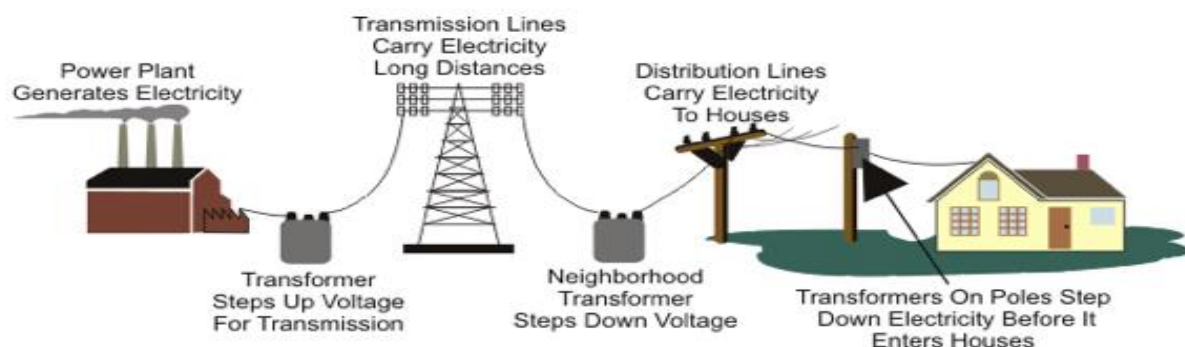 Power Plant
Generates Electricity
Transmission Lines
Carry Electricity
Long Distances
Distribution Lines
Carry Electricity
To Houses
Transformer
Steps Up Voltage
For Transmission
Neighborhood
Transformer
Steps Down Voltage
Transformers On Poles Step
Down Electricity Before It
Enters Houses